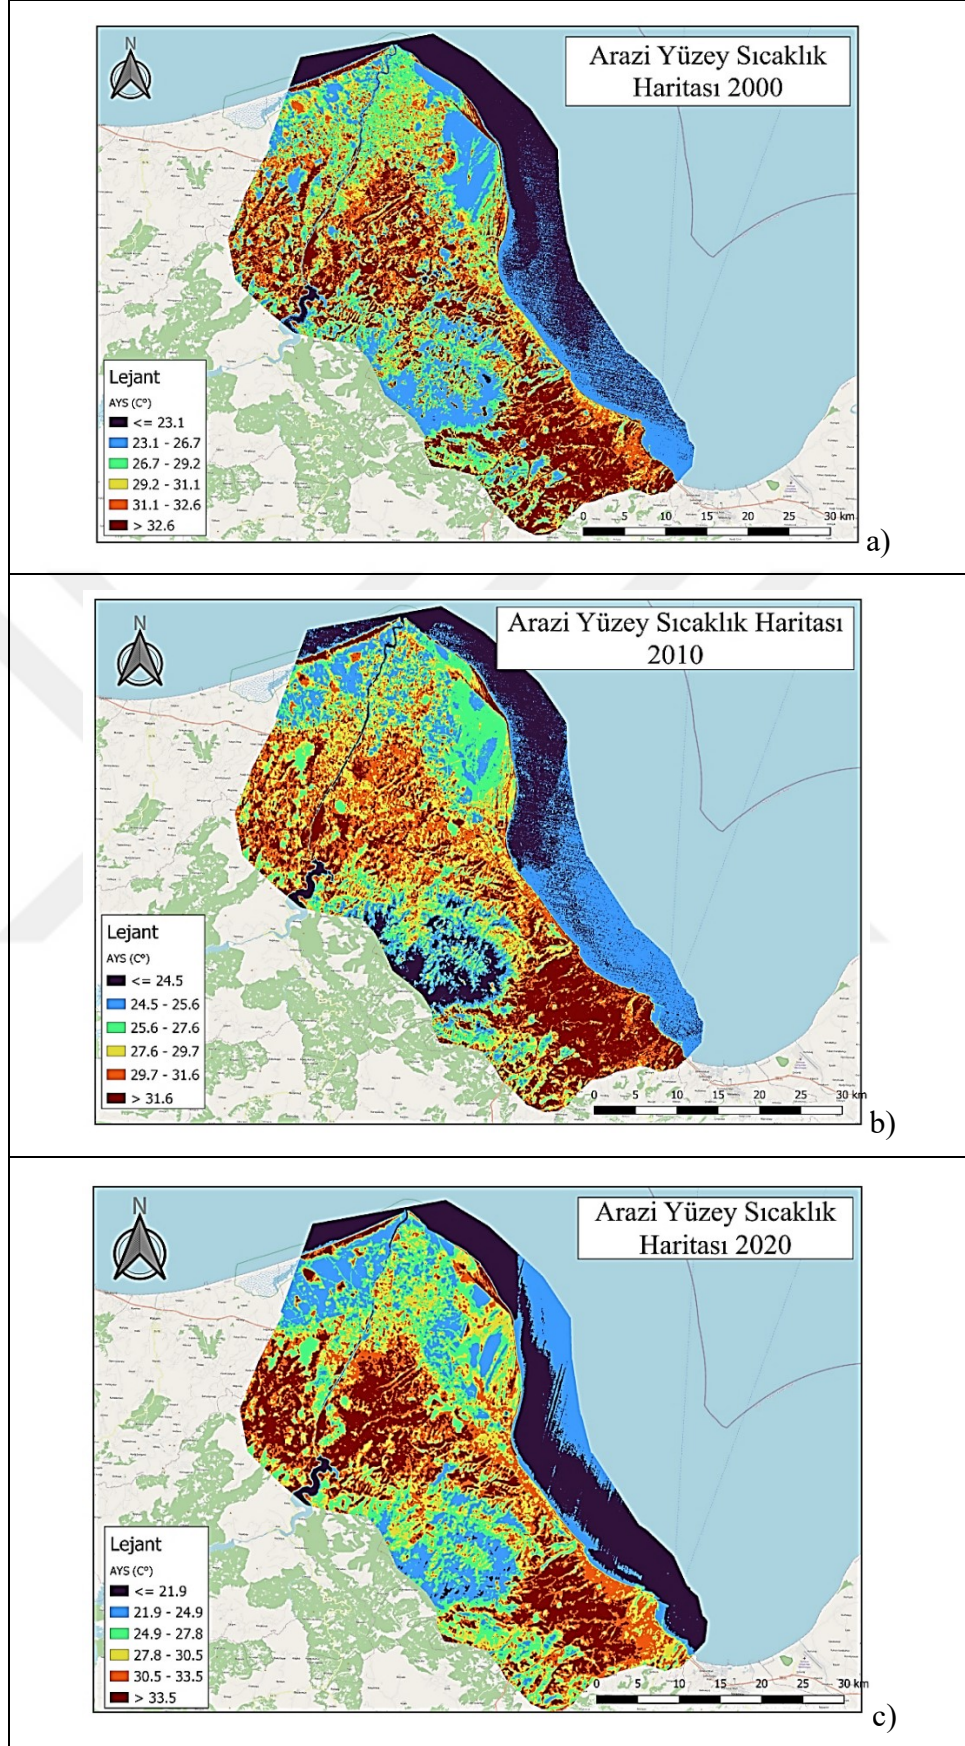 N
Arazi Yüzey Sıcaklık
Haritası 2000
Lejant
AYS (C°)
<= 23.1
23.1 - 26.7
26.7 - 29.2
29.2 - 31.1
31.1 - 32.6
> 32.6
0 5 10 15 20 25 30 km
a)
N
Arazi Yüzey Sıcaklık Haritası
2010
Lejant
AYS (C°)
<= 24.5
24.5 - 25.6
25.6 - 27.6
27.6 - 29.7
29.7 - 31.6
> 31.6
0 5 10 15 20 25 30 km
b)
N
Arazi Yüzey Sıcaklık
Haritası 2020
Lejant
AYS (C°)
<= 21.9
21.9 - 24.9
24.9 - 27.8
27.8 - 30.5
30.5 - 33.5
> 33.5
0 5 10 15 20 25 30 km
c)